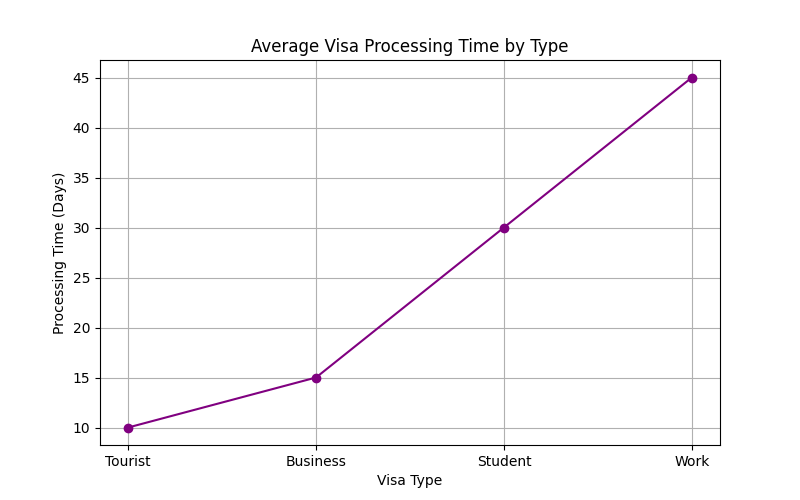 Average Visa Processing Time by Type
Processing Time (Days)
45
40
35
30
25
20
15
10
Tourist Business Student Work
Visa Type